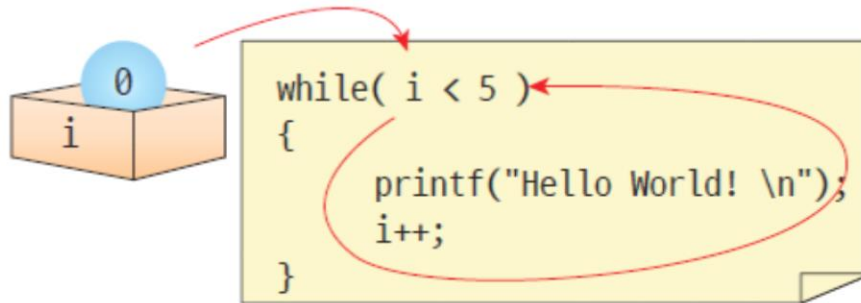 0
i
while( i < 5 )
{
printf("Hello World! \n");
i++;
}